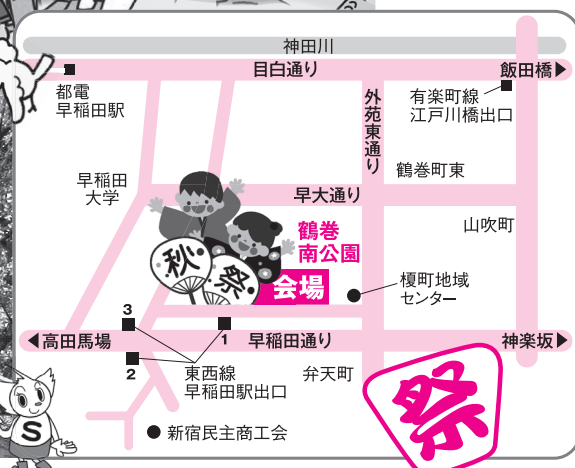 神田川
目白通り
飯田橋▶
都電
早稲田駅
外苑東通り
有楽町線
江戸川橋出口
鶴巻町東
早稲田
大学
早大通り
山吹町
鶴巻
南公園
秋
祭
会場
榎町地域
センター
3
1
2
◀高田馬場
早稲田通り
神楽坂▶
東西線
早稲田駅出口
弁天町
祭
S
新宿民主商工会